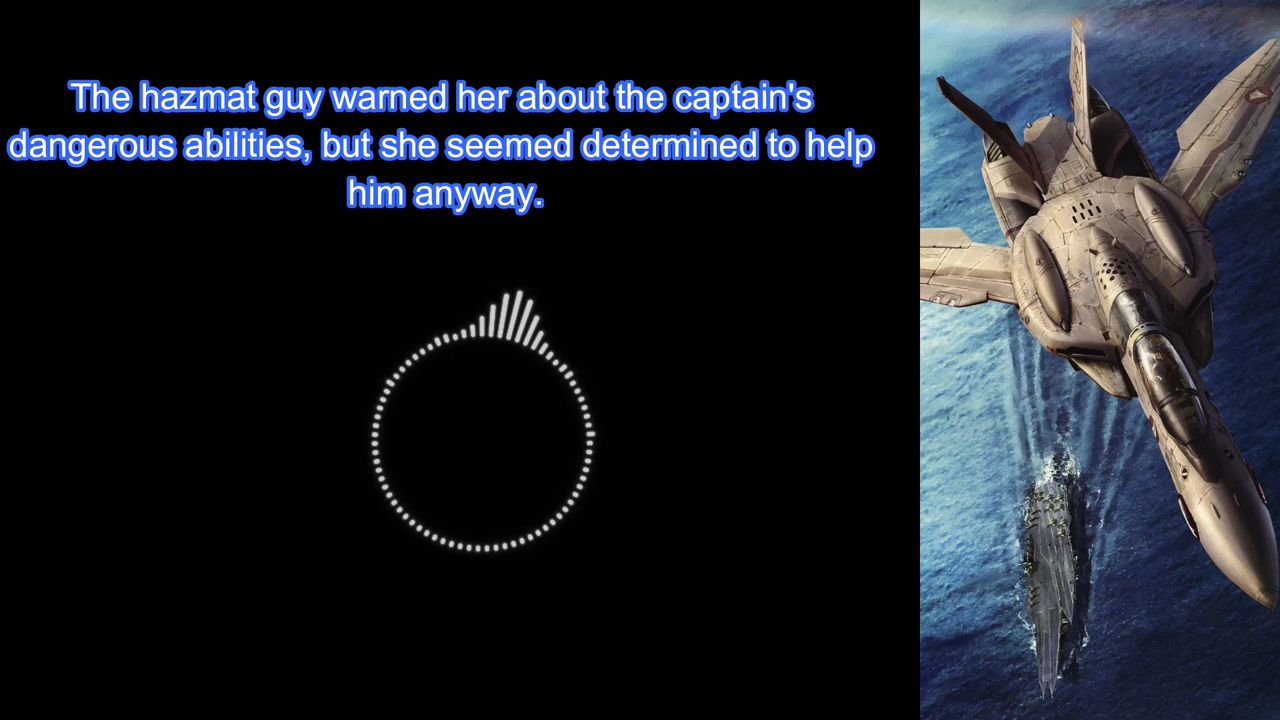 The hazmat guy warned her about the captain's
dangerous abilities, but she seemed determined to help
him anyway.